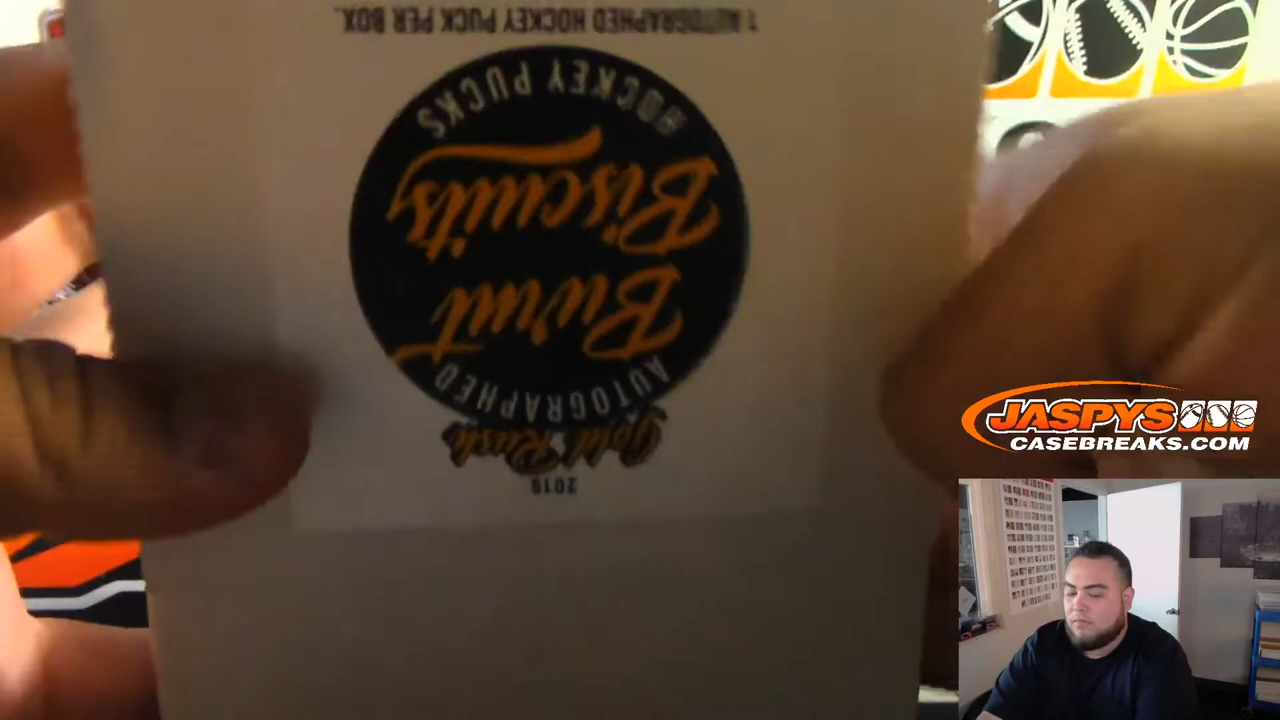 2019
Gold Rush
AUTOGRAPHED
Burnt
Biscuits
HOCKEY PUCKS
1 AUTOGRAPHED HOCKEY PUCK PER BOX.
JASPYS
CASEBREAKS.COM